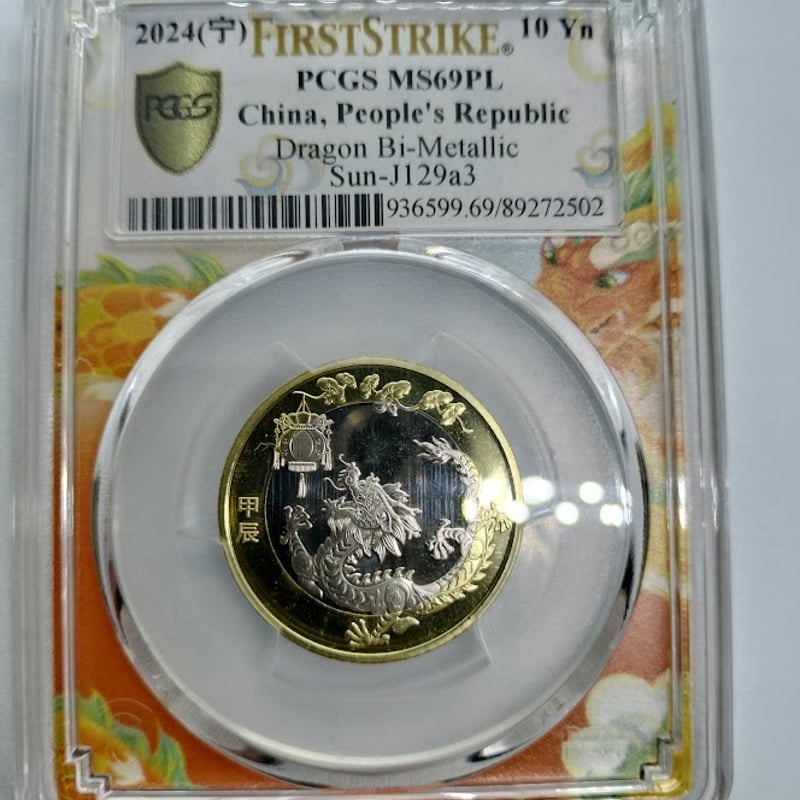 2024(宁) FIRSTSTRIKE® 10 Yn
PCGS MS69PL
PCGS
China, People's Republic
Dragon Bi-Metallic
Sun-J129a3
936599.69/89272502
甲辰